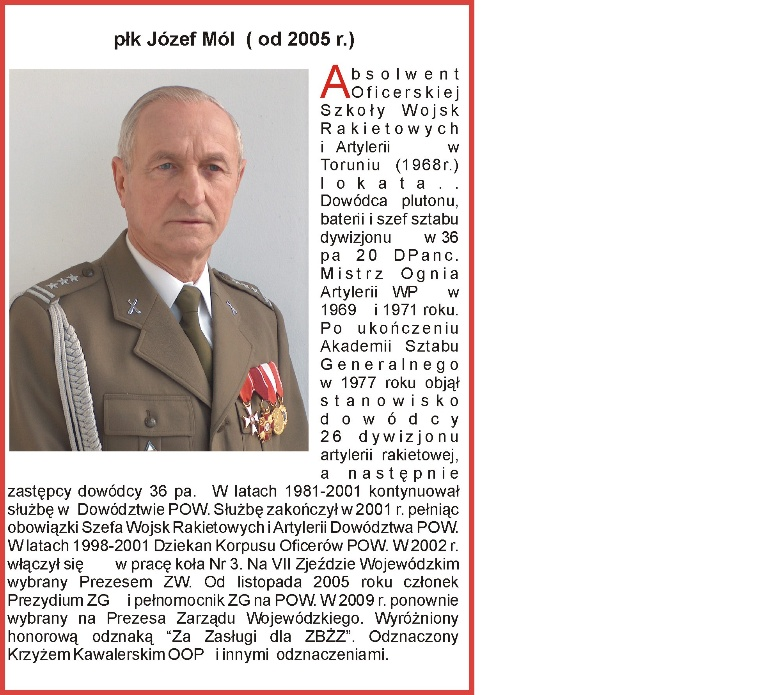 płk Józef Mól ( od 2005 r.)
Absolwent
Oficerskiej
Szkoły Wojsk
Rakietowych
i Artylerii w
Toruniu (1968r.)
lokata..
Dowódca plutonu,
baterii i szef sztabu
dywizjonu w 36
pa 20 DPanc.
Mistrz Ognia
Artylerii WP w
1969 i 1971 roku.
Po ukończeniu
Akademii Sztabu
Generalnego
w 1977 roku objął
stanowisko
dowódcy
26 dywizjonu
artylerii rakietowej,
a następnie
zastępcy dowódcy 36 pa. W latach 1981-2001 kontynuował
służbę w Dowództwie POW. Służbę zakończył w 2001 r. pełniąc
obowiązki Szefa Wojsk Rakietowych i Artylerii Dowództwa POW.
W latach 1998-2001 Dziekan Korpusu Oficerów POW. W 2002 r.
włączył się w pracę koła Nr 3. Na VII Zjeździe Wojewódzkim
wybrany Prezesem ZW. Od listopada 2005 roku członek
Prezydium ZG i pełnomocnik ZG na POW. W 2009 r. ponownie
wybrany na Prezesa Zarządu Wojewódzkiego. Wyróżniony
honorową odznaką “Za Zasługi dla ZBŻZ”. Odznaczony
Krzyżem Kawalerskim OOP i innymi odznaczeniami.